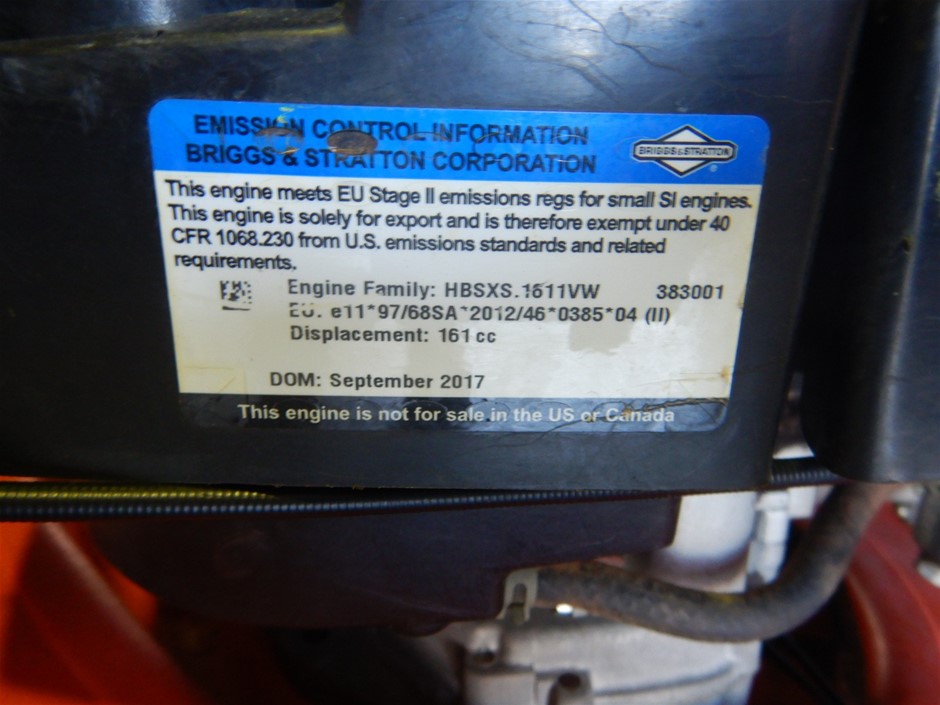 EMISSION CONTROL INFORMATION
BRIGGS & STRATTON CORPORATION
BRIGGS & STRATTON
This engine meets EU Stage II emissions regs for small SI engines.
This engine is solely for export and is therefore exempt under 40
CFR 1068.230 from U.S. emissions standards and related
requirements.
Engine Family: HBSXS.1611VW 383001
EU: e11*97/68SA*2012/46*0385*04 (II)
Displacement: 161 cc
DOM: September 2017
This engine is not for sale in the US or Canada